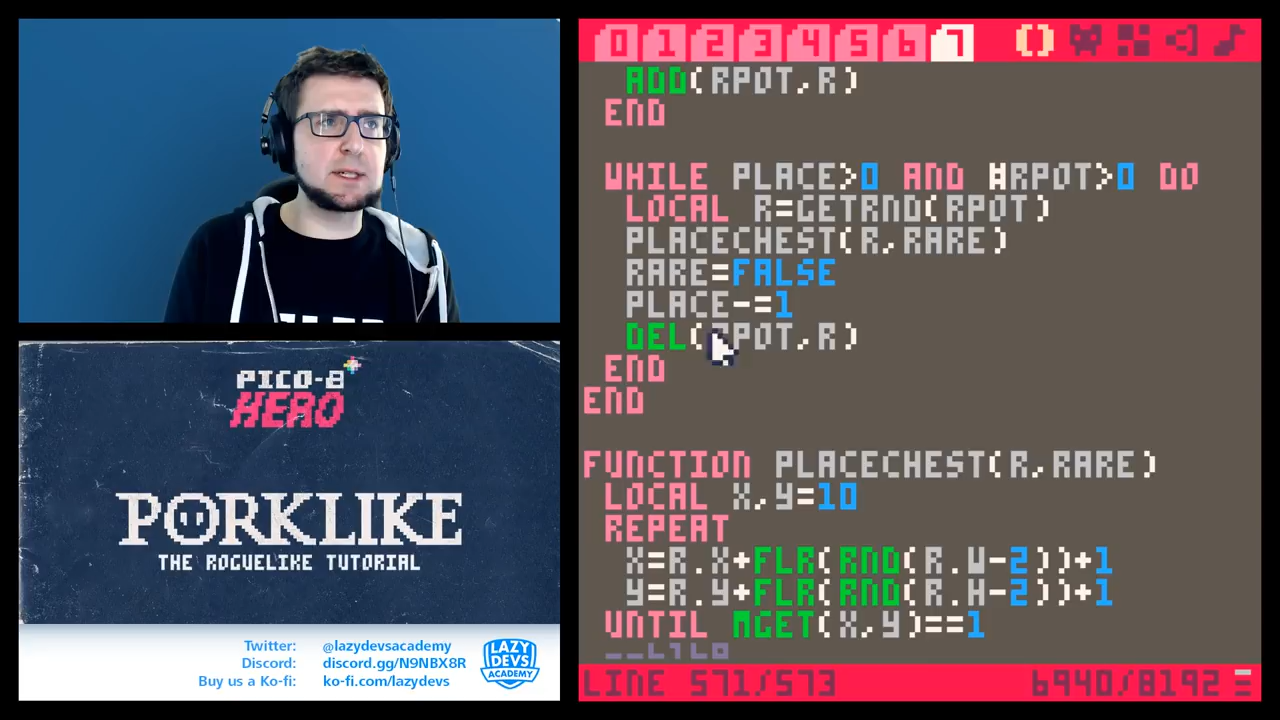 0 1 2 3 4 5 6 7
ADD(RPOT,R)
END
WHILE PLACE>0 AND #RPOT>0 DO
LOCAL R=GETRND(RPOT)
PLACECHEST(R,RARE)
RARE=FALSE
PLACE-=1
DEL(RPOT,R)
END
END
FUNCTION PLACECHEST(R,RARE)
LOCAL X,Y=10
REPEAT
X=R.X+FLR(RND(R.W-2))+1
Y=R.Y+FLR(RND(R.H-2))+1
UNTIL MGET(X,Y)==1
LINE 571/573
6940/8192
PICO-8
HERO
PORKLIKE
THE ROGUELIKE TUTORIAL
Twitter: @lazydevsacademy
Discord: discord.gg/N9NBX8R
Buy us a Ko-fi: ko-fi.com/lazydevs
LAZY
DEVS
ACADEMY